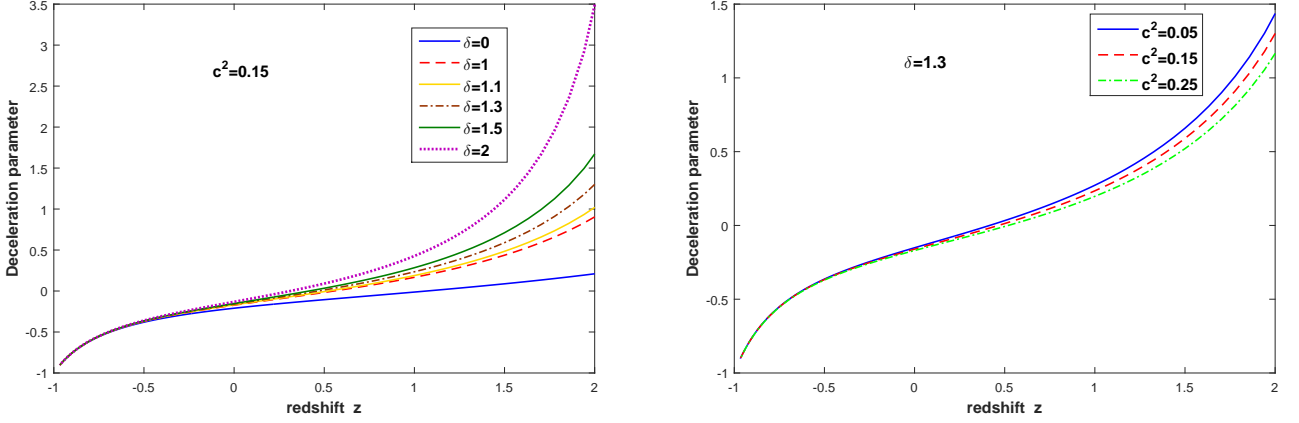 3.5
3
2.5
2
1.5
1
0.5
0
-0.5
-1
Deceleration parameter
c²=0.15
δ=0
δ=1
δ=1.1
δ=1.3
δ=1.5
δ=2
-1 -0.5 0 0.5 1 1.5 2
redshift z
1.5
1
0.5
0
-0.5
-1
Deceleration parameter
δ=1.3
c²=0.05
c²=0.15
c²=0.25
-1 -0.5 0 0.5 1 1.5 2
redshift z